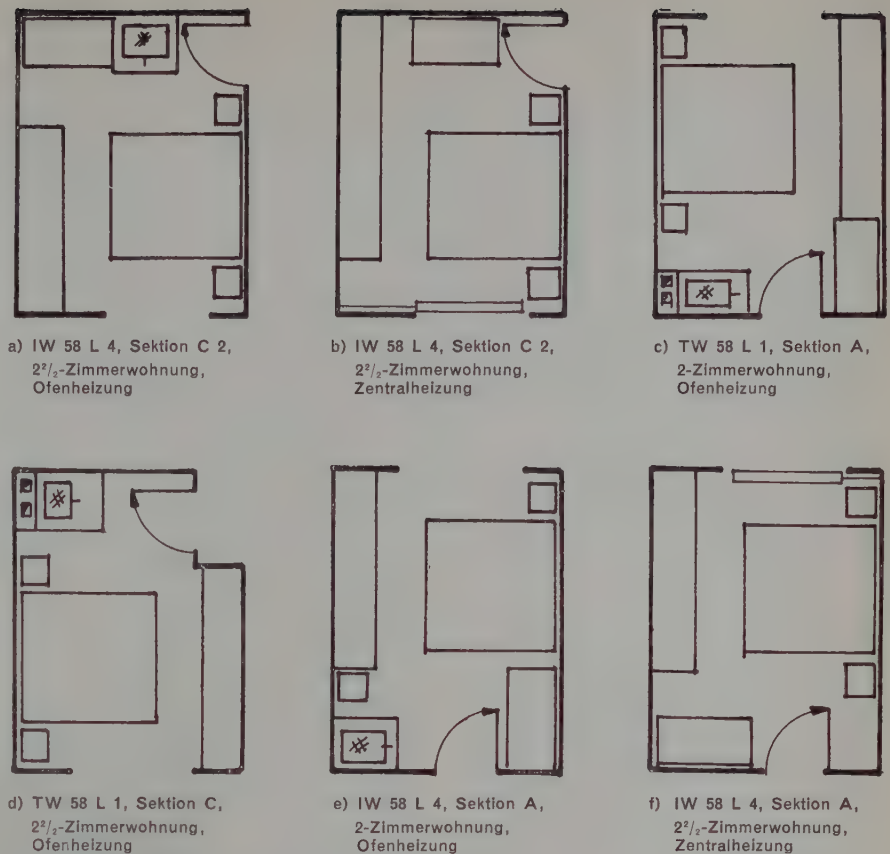 a) IW 58 L 4, Sektion C 2,
2²/₂-Zimmerwohnung,
Ofenheizung
b) IW 58 L 4, Sektion C 2,
2²/₂-Zimmerwohnung,
Zentralheizung
c) TW 58 L 1, Sektion A,
2-Zimmerwohnung,
Ofenheizung
d) TW 58 L 1, Sektion C,
2²/₂-Zimmerwohnung,
Ofenheizung
e) IW 58 L 4, Sektion A,
2-Zimmerwohnung,
Ofenheizung
f) IW 58 L 4, Sektion A,
2²/₂-Zimmerwohnung,
Zentralheizung